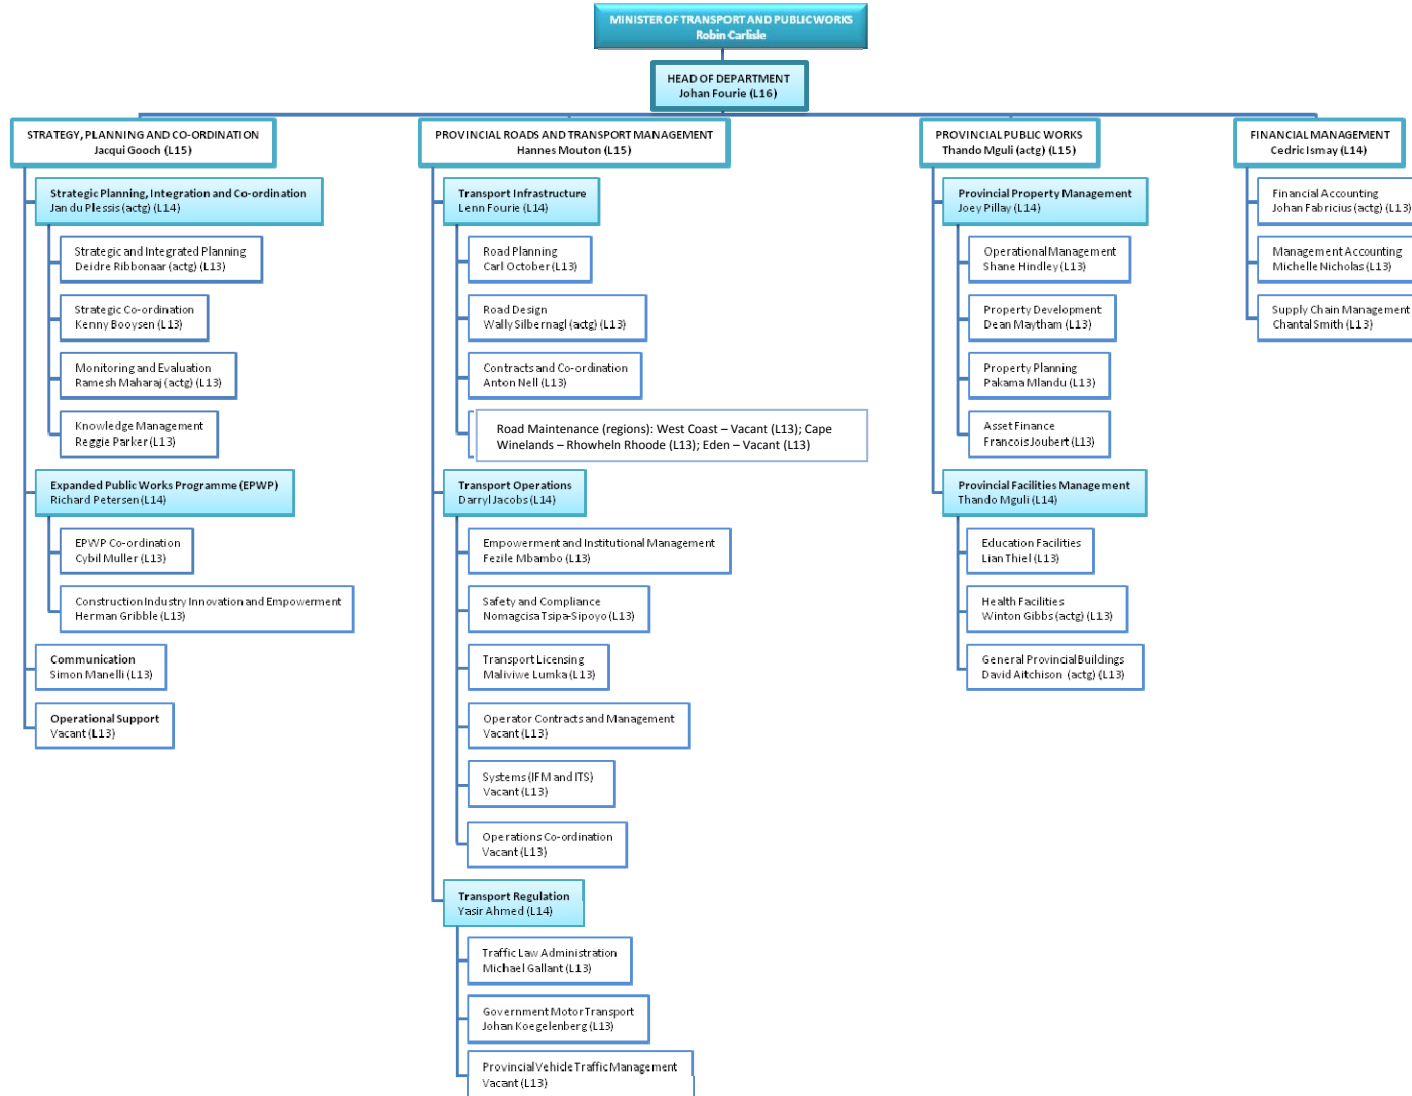 MINISTER OF TRANSPORT AND PUBLIC WORKS
Robin Carlisle
HEAD OF DEPARTMENT
Johan Fourie (L16)
STRATEGY, PLANNING AND CO-ORDINATION
Jacqui Gooch (L15)
Strategic Planning, Integration and Co-ordination
Jan du Plessis (actg) (L14)
Strategic and Integrated Planning
Deidre Ribbonaar (actg) (L13)
Strategic Co-ordination
Kenny Booysen (L13)
Monitoring and Evaluation
Ramesh Maharaj (actg) (L13)
Knowledge Management
Reggie Parker (L13)
Expanded Public Works Programme (EPWP)
Richard Petersen (L14)
EPWP Co-ordination
Cybil Muller (L13)
Construction Industry Innovation and Empowerment
Herman Gribble (L13)
Communication
Simon Manelli (L13)
Operational Support
Vacant (L13)
PROVINCIAL ROADS AND TRANSPORT MANAGEMENT
Hannes Mouton (L15)
Transport Infrastructure
Lenn Fourie (L14)
Road Planning
Carl October (L13)
Road Design
Wally Silbernagl (actg) (L13)
Contracts and Co-ordination
Anton Nell (L13)
Road Maintenance (regions): West Coast – Vacant (L13); Cape
Winelands – Rhowheln Rhoode (L13); Eden – Vacant (L13)
Transport Operations
Darryl Jacobs (L14)
Empowerment and Institutional Management
Fezile Mbambo (L13)
Safety and Compliance
Nomagcisa Tsipa-Sipoyo (L13)
Transport Licensing
Maliviwe Lumka (L13)
Operator Contracts and Management
Vacant (L13)
Systems (IFM and ITS)
Vacant (L13)
Operations Co-ordination
Vacant (L13)
Transport Regulation
Yasir Ahmed (L14)
Traffic Law Administration
Michael Gallant (L13)
Government Motor Transport
Johan Koegelenberg (L13)
Provincial Vehicle Traffic Management
Vacant (L13)
PROVINCIAL PUBLIC WORKS
Thando Mguli (actg) (L15)
Provincial Property Management
Joey Pillay (L14)
Operational Management
Shane Hindley (L13)
Property Development
Dean Maytham (L13)
Property Planning
Pakama Mlandu (L13)
Asset Finance
Francois Joubert (L13)
Provincial Facilities Management
Thando Mguli (L14)
Education Facilities
Lian Thiel (L13)
Health Facilities
Winton Gibbs (actg) (L13)
General Provincial Buildings
David Aitchison (actg) (L13)
FINANCIAL MANAGEMENT
Cedric Ismay (L14)
Financial Accounting
Johan Fabricius (actg) (L13)
Management Accounting
Michelle Nicholas (L13)
Supply Chain Management
Chantal Smith (L13)